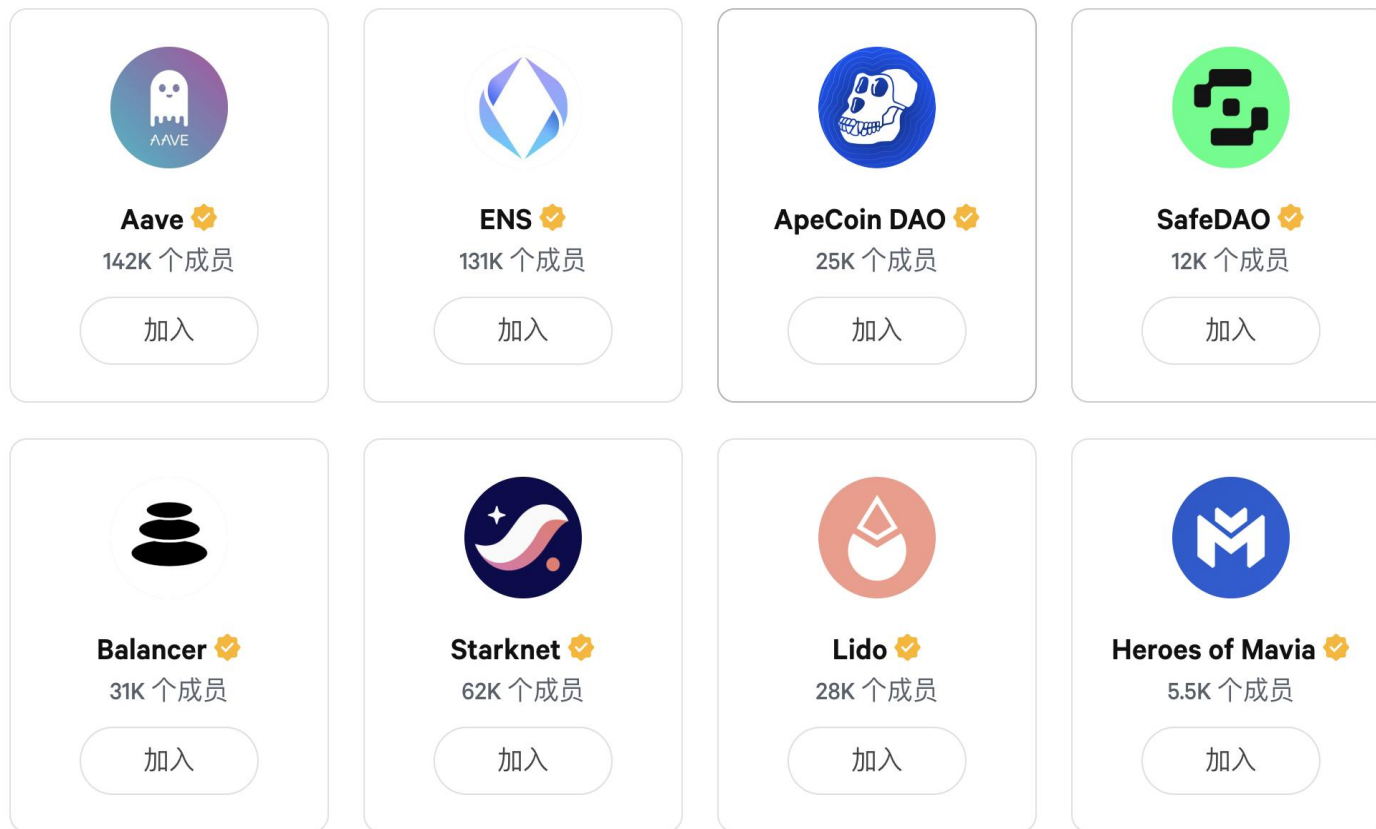 AAVE
Aave
142K 个成员
加入
ENS
131K 个成员
加入
ApeCoin DAO
25K 个成员
加入
SafeDAO
12K 个成员
加入
Balancer
31K 个成员
加入
Starknet
62K 个成员
加入
Lido
28K 个成员
加入
Heroes of Mavia
5.5K 个成员
加入